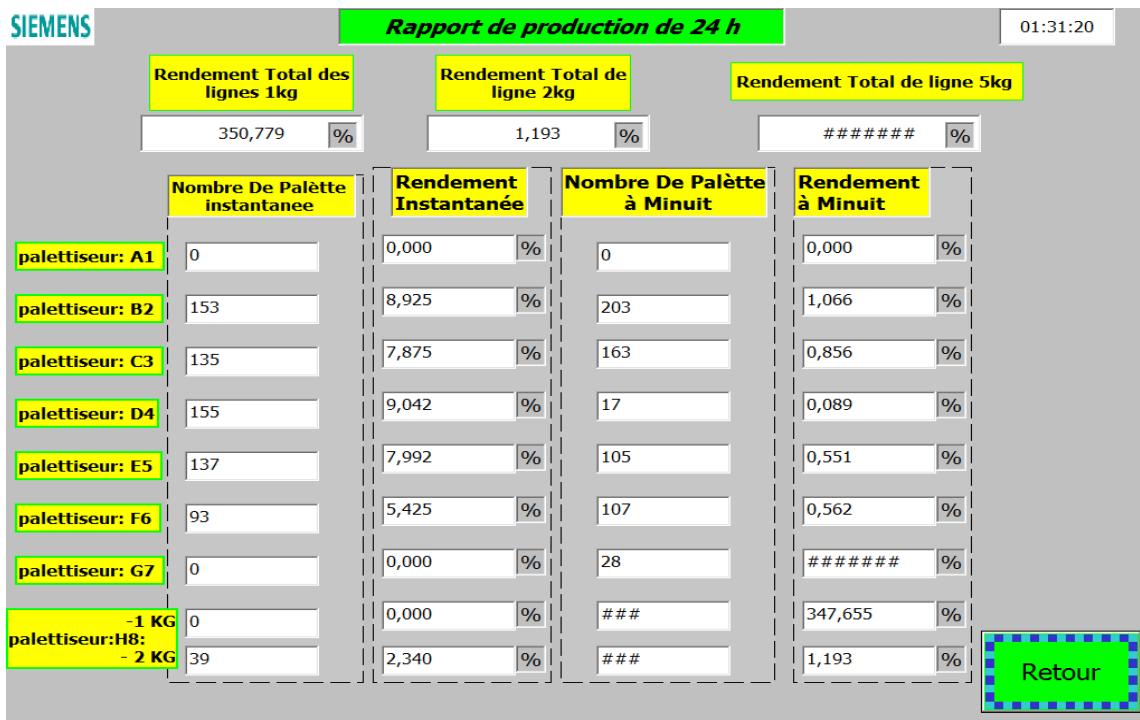 SIEMENS
Rapport de production de 24 h
01:31:20
Rendement Total des
lignes 1kg
Rendement Total de
ligne 2kg
Rendement Total de ligne 5kg
350,779 %
1,193 %
####### %
Nombre De Palètte
instantanee
Rendement
Instantanée
Nombre De Palètte
à Minuit
Rendement
à Minuit
palettiseur: A1 0 0,000 % 0 0,000 %
palettiseur: B2 153 8,925 % 203 1,066 %
palettiseur: C3 135 7,875 % 163 0,856 %
palettiseur: D4 155 9,042 % 17 0,089 %
palettiseur: E5 137 7,992 % 105 0,551 %
palettiseur: F6 93 5,425 % 107 0,562 %
palettiseur: G7 0 0,000 % 28 ####### %
-1 KG 0 0,000 % ### 347,655 %
palettiseur:H8:
- 2 KG 39 2,340 % ### 1,193 %
Retour